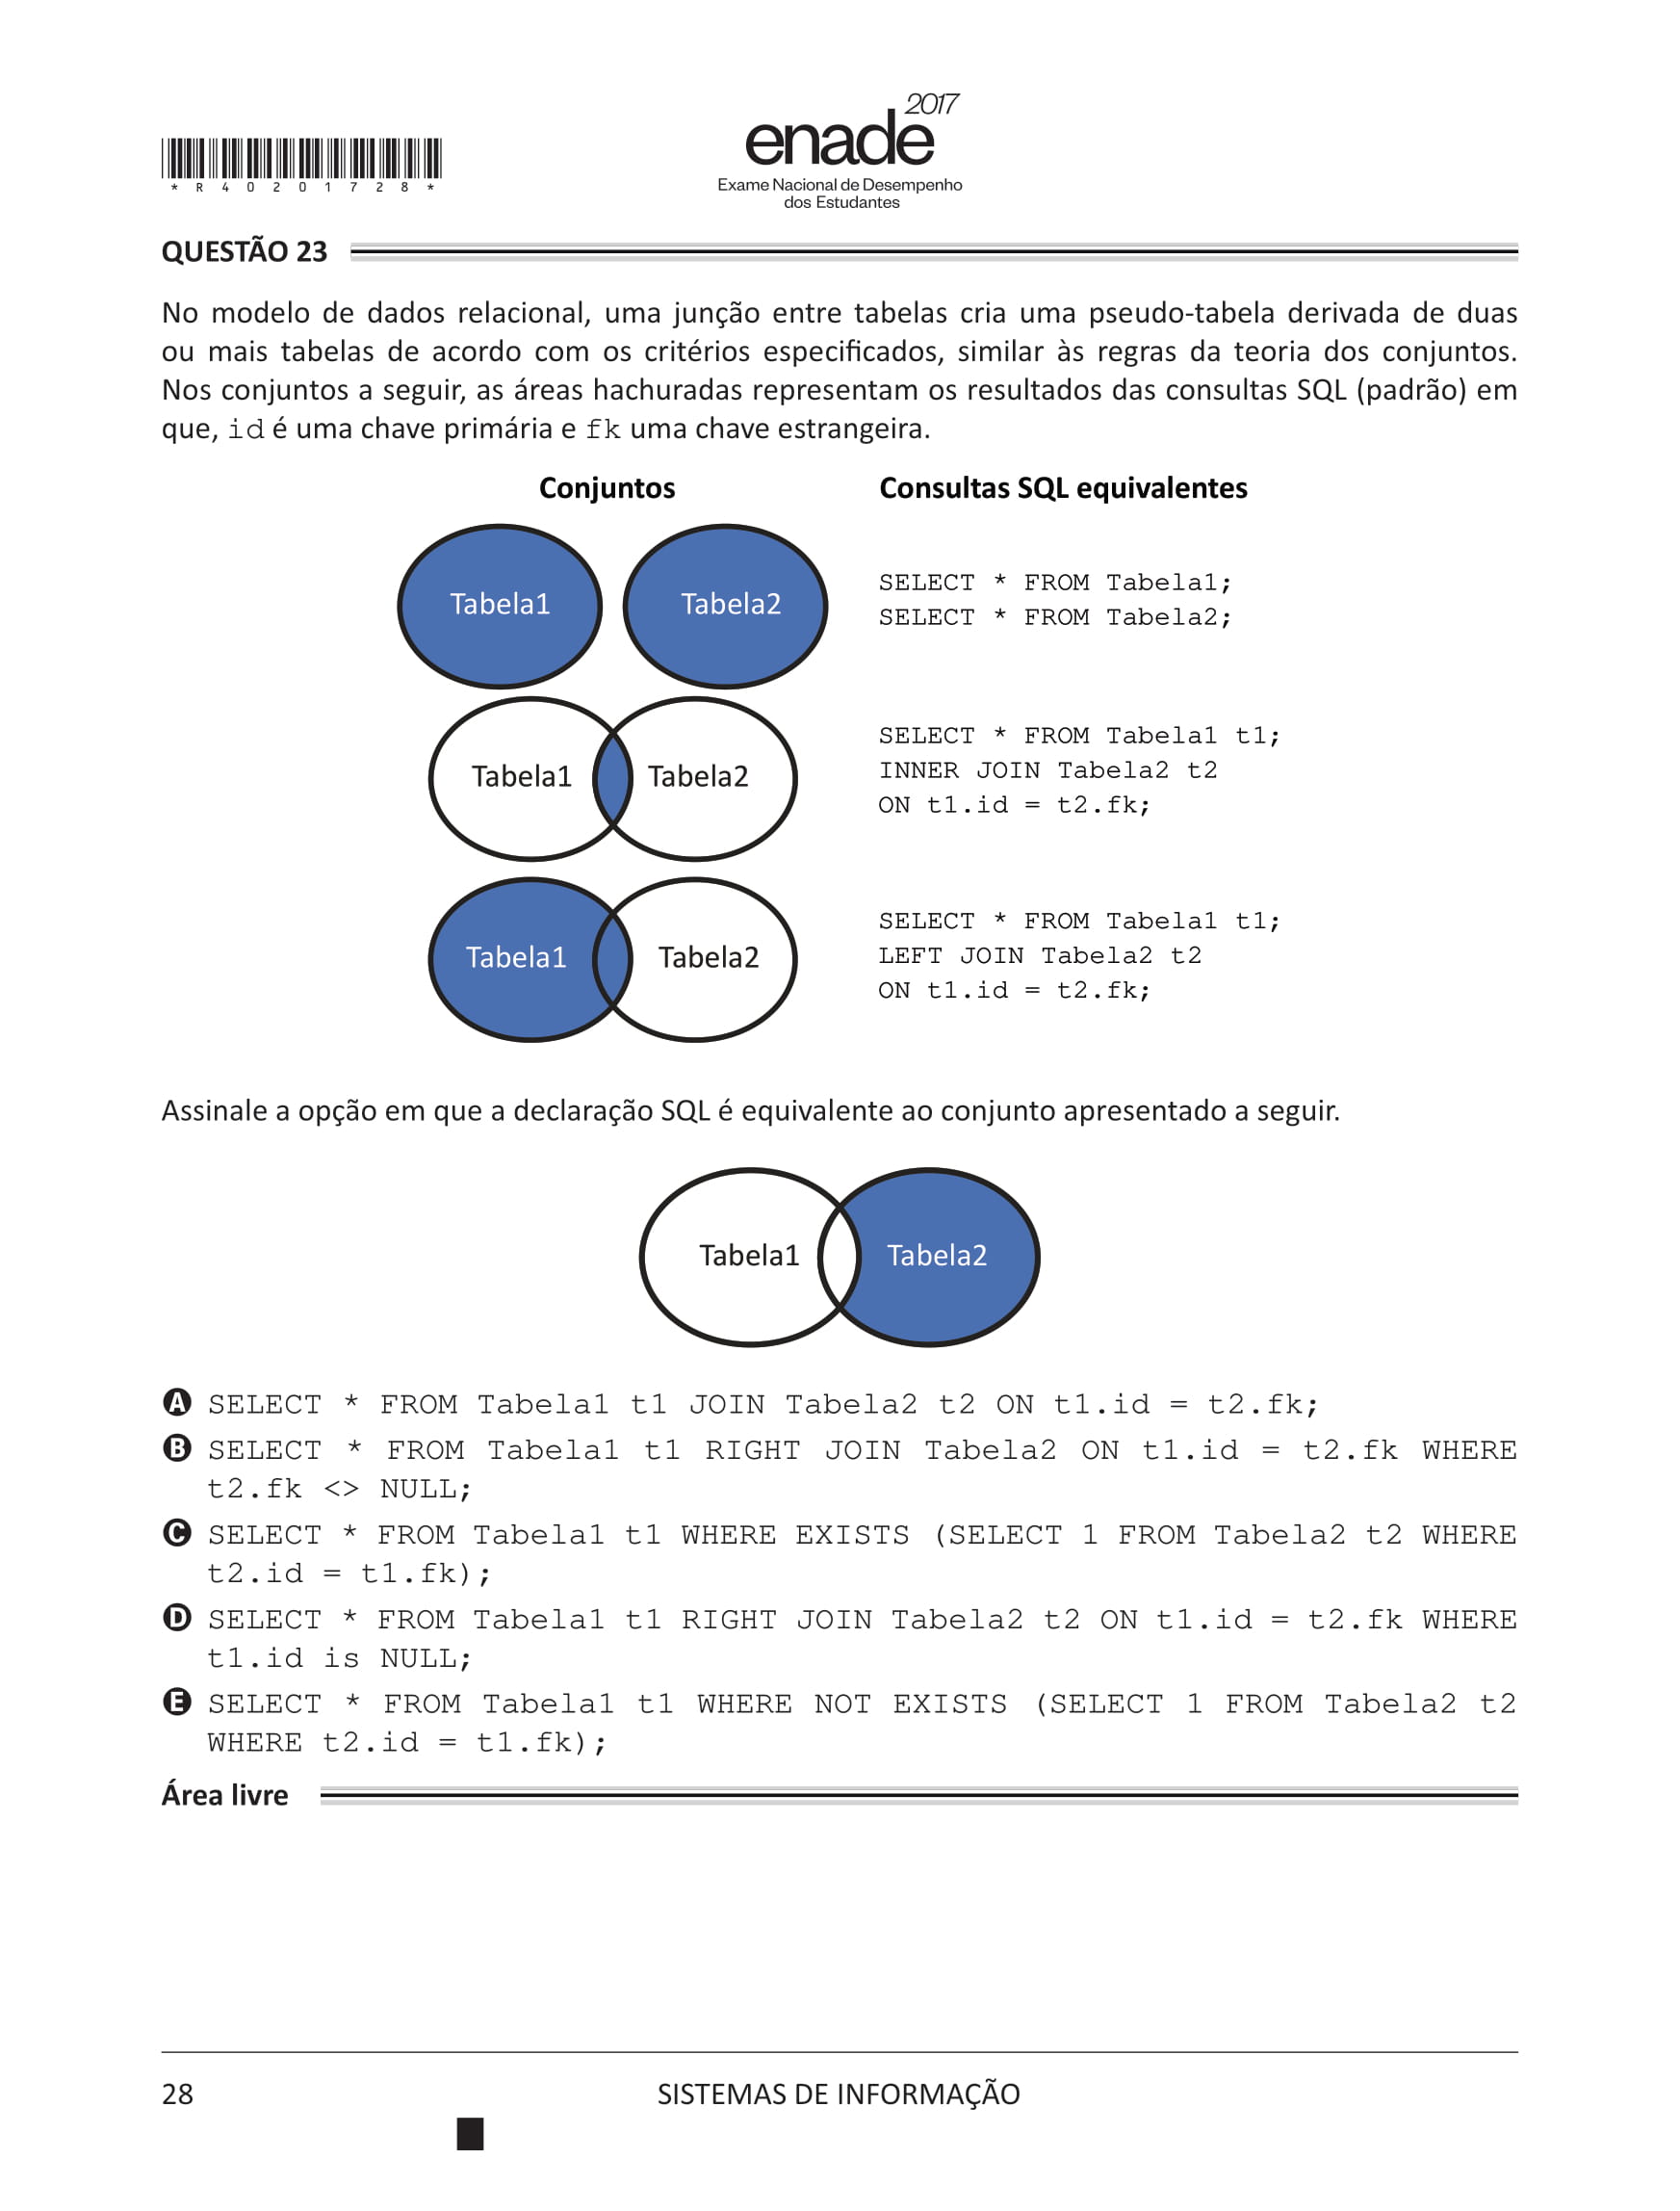 2017
enade
Exame Nacional de Desempenho
dos Estudantes
* R 4 0 2 0 1 7 2 8 *
QUESTÃO 23
No modelo de dados relacional, uma junção entre tabelas cria uma pseudo-tabela derivada de duas
ou mais tabelas de acordo com os critérios especificados, similar às regras da teoria dos conjuntos.
Nos conjuntos a seguir, as áreas hachuradas representam os resultados das consultas SQL (padrão) em
que, id é uma chave primária e fk uma chave estrangeira.
Conjuntos
Consultas SQL equivalentes
Tabela1
Tabela2
SELECT * FROM Tabela1;
SELECT * FROM Tabela2;
Tabela1
Tabela2
SELECT * FROM Tabela1 t1;
INNER JOIN Tabela2 t2
ON t1.id = t2.fk;
Tabela1
Tabela2
SELECT * FROM Tabela1 t1;
LEFT JOIN Tabela2 t2
ON t1.id = t2.fk;
Assinale a opção em que a declaração SQL é equivalente ao conjunto apresentado a seguir.
Tabela1
Tabela2
A SELECT * FROM Tabela1 t1 JOIN Tabela2 t2 ON t1.id = t2.fk;
B SELECT * FROM Tabela1 t1 RIGHT JOIN Tabela2 ON t1.id = t2.fk WHERE
t2.fk <> NULL;
C SELECT * FROM Tabela1 t1 WHERE EXISTS (SELECT 1 FROM Tabela2 t2 WHERE
t2.id = t1.fk);
D SELECT * FROM Tabela1 t1 RIGHT JOIN Tabela2 t2 ON t1.id = t2.fk WHERE
t1.id is NULL;
E SELECT * FROM Tabela1 t1 WHERE NOT EXISTS (SELECT 1 FROM Tabela2 t2
WHERE t2.id = t1.fk);
Área livre
28
SISTEMAS DE INFORMAÇÃO